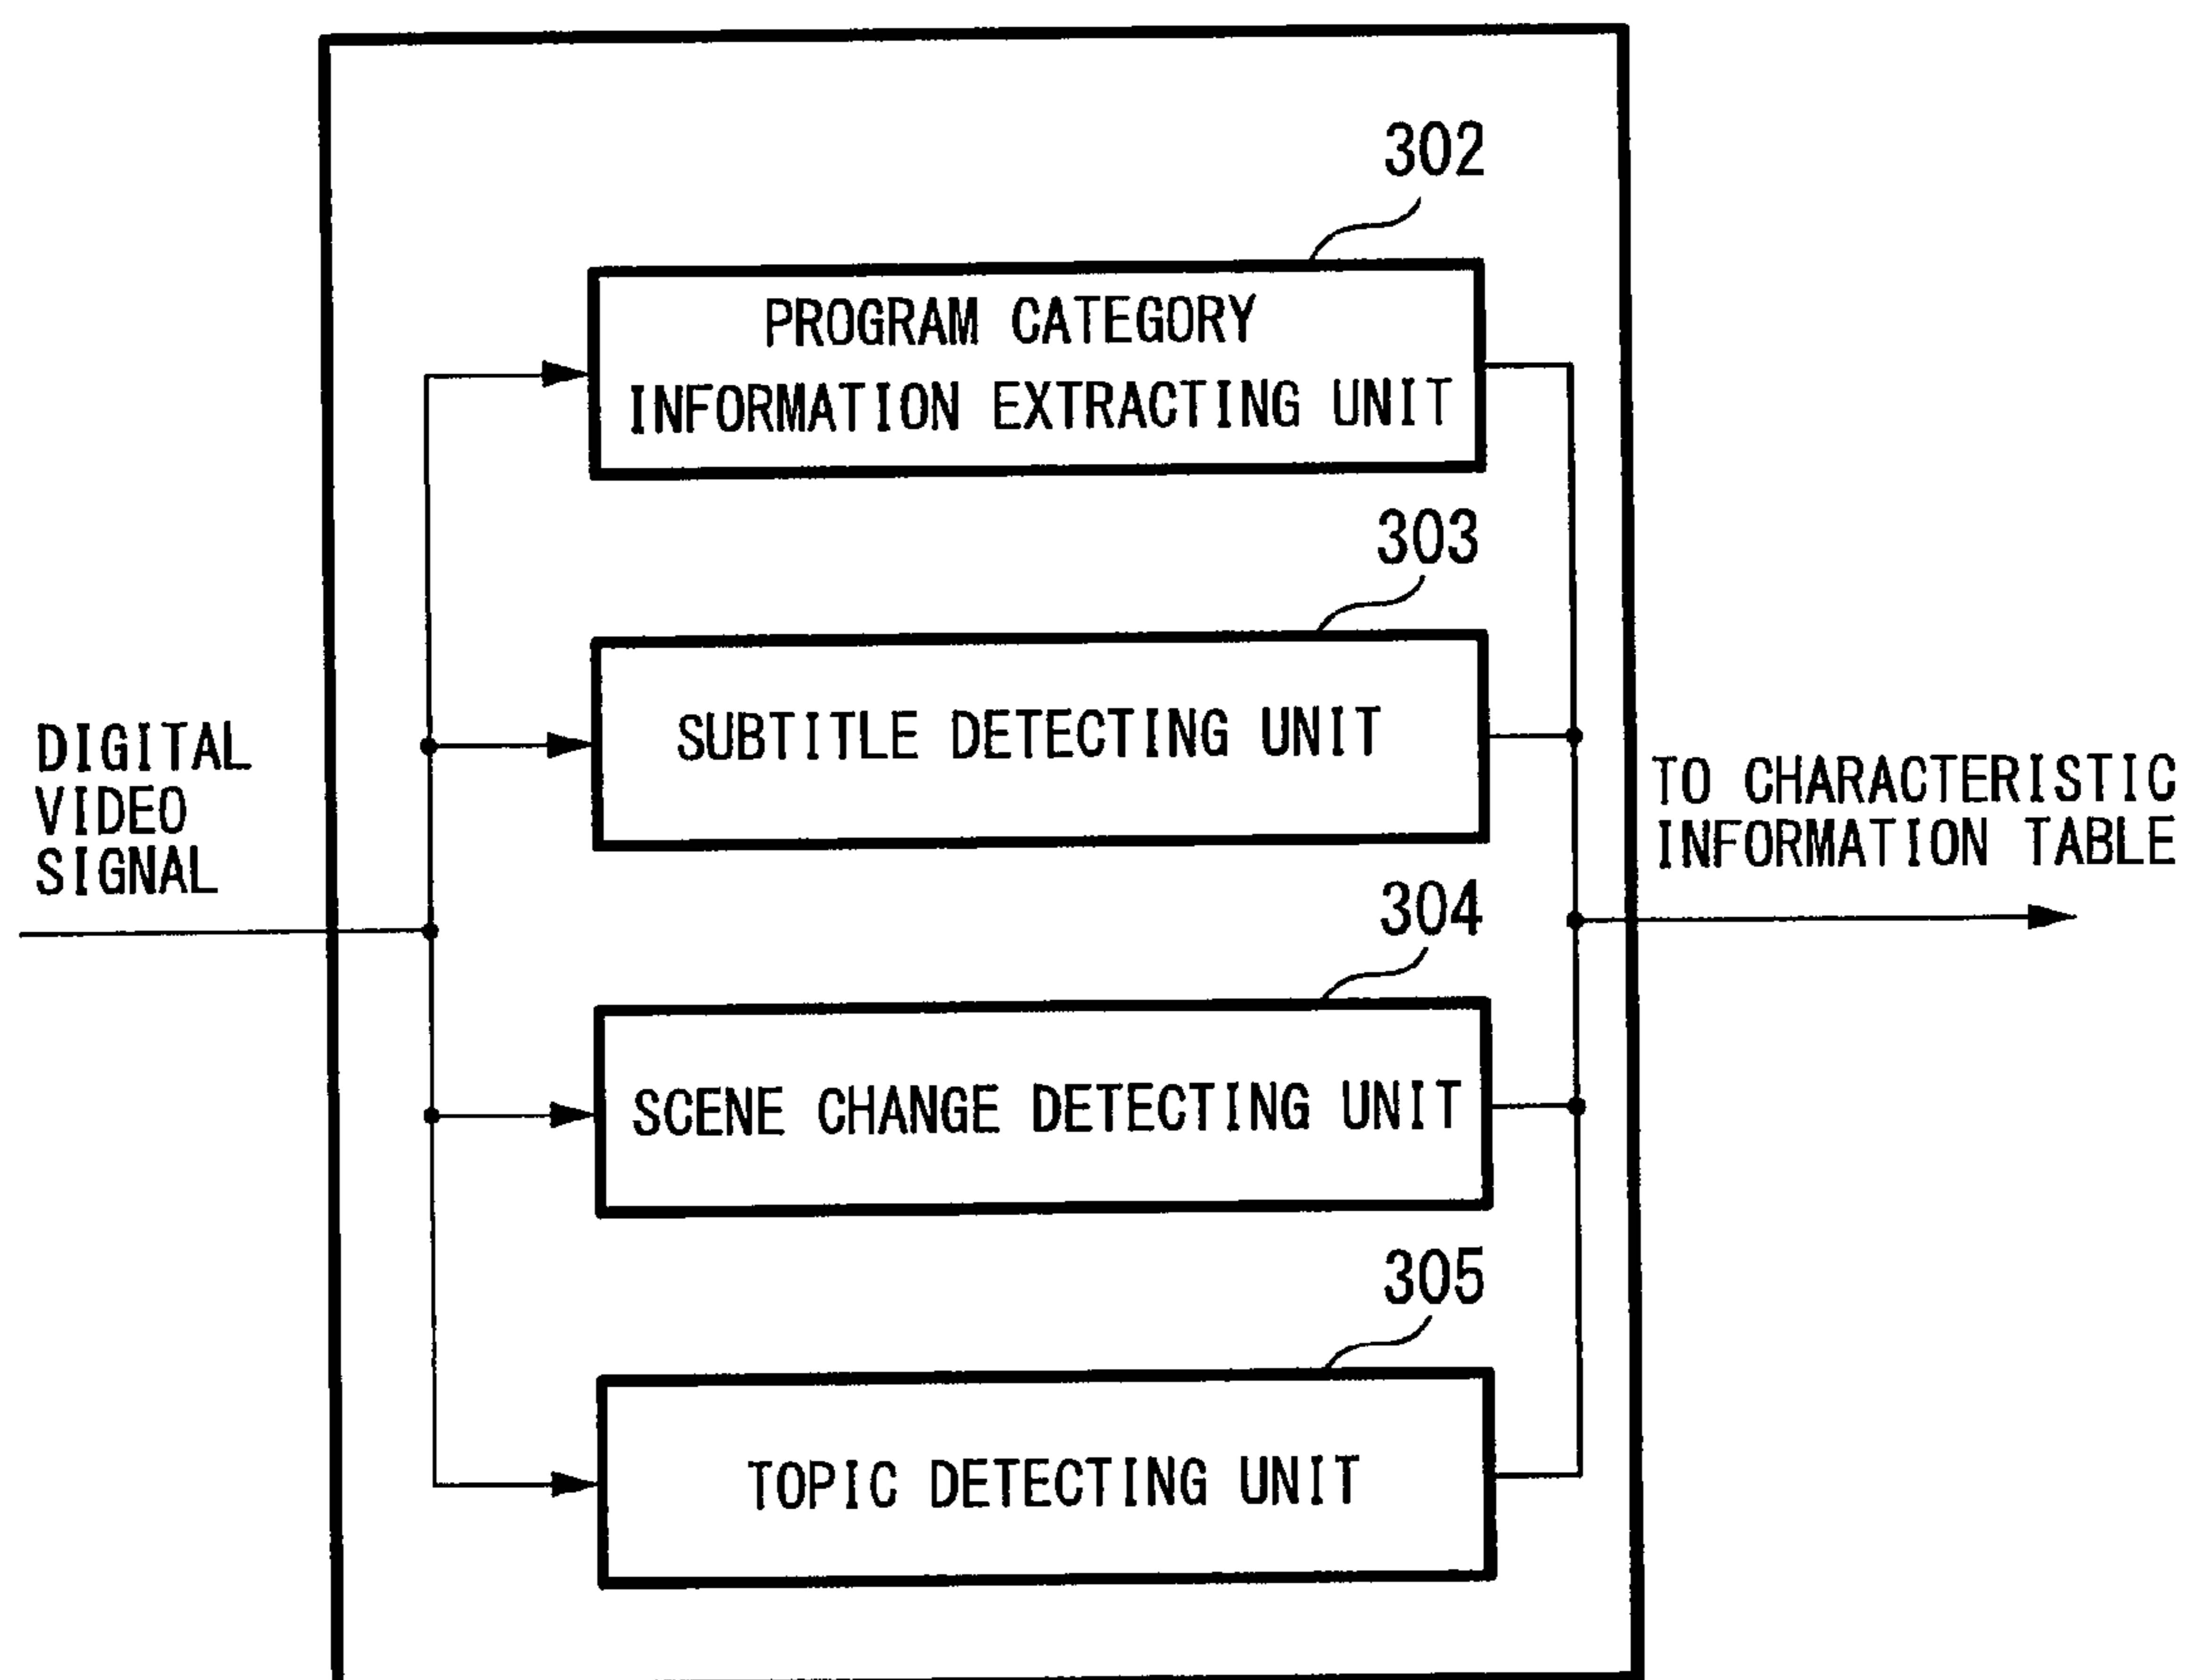 302
PROGRAM CATEGORY
INFORMATION EXTRACTING UNIT
303
SUBTITLE DETECTING UNIT
DIGITAL
VIDEO
SIGNAL
TO CHARACTERISTIC
INFORMATION TABLE
304
SCENE CHANGE DETECTING UNIT
305
TOPIC DETECTING UNIT